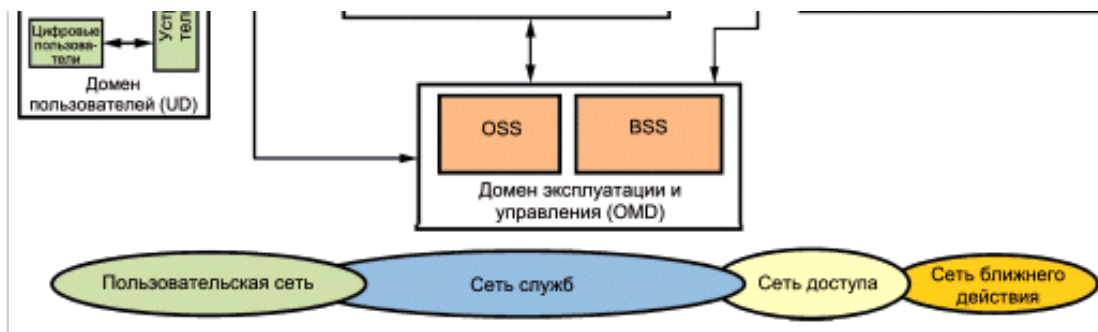 Цифровые
пользова-
тели
Домен
пользователей (UD)
OSS
BSS
Домен эксплуатации и
управления (OMD)
Пользовательская сеть
Сеть служб
Сеть доступа
Сеть ближнего
действия